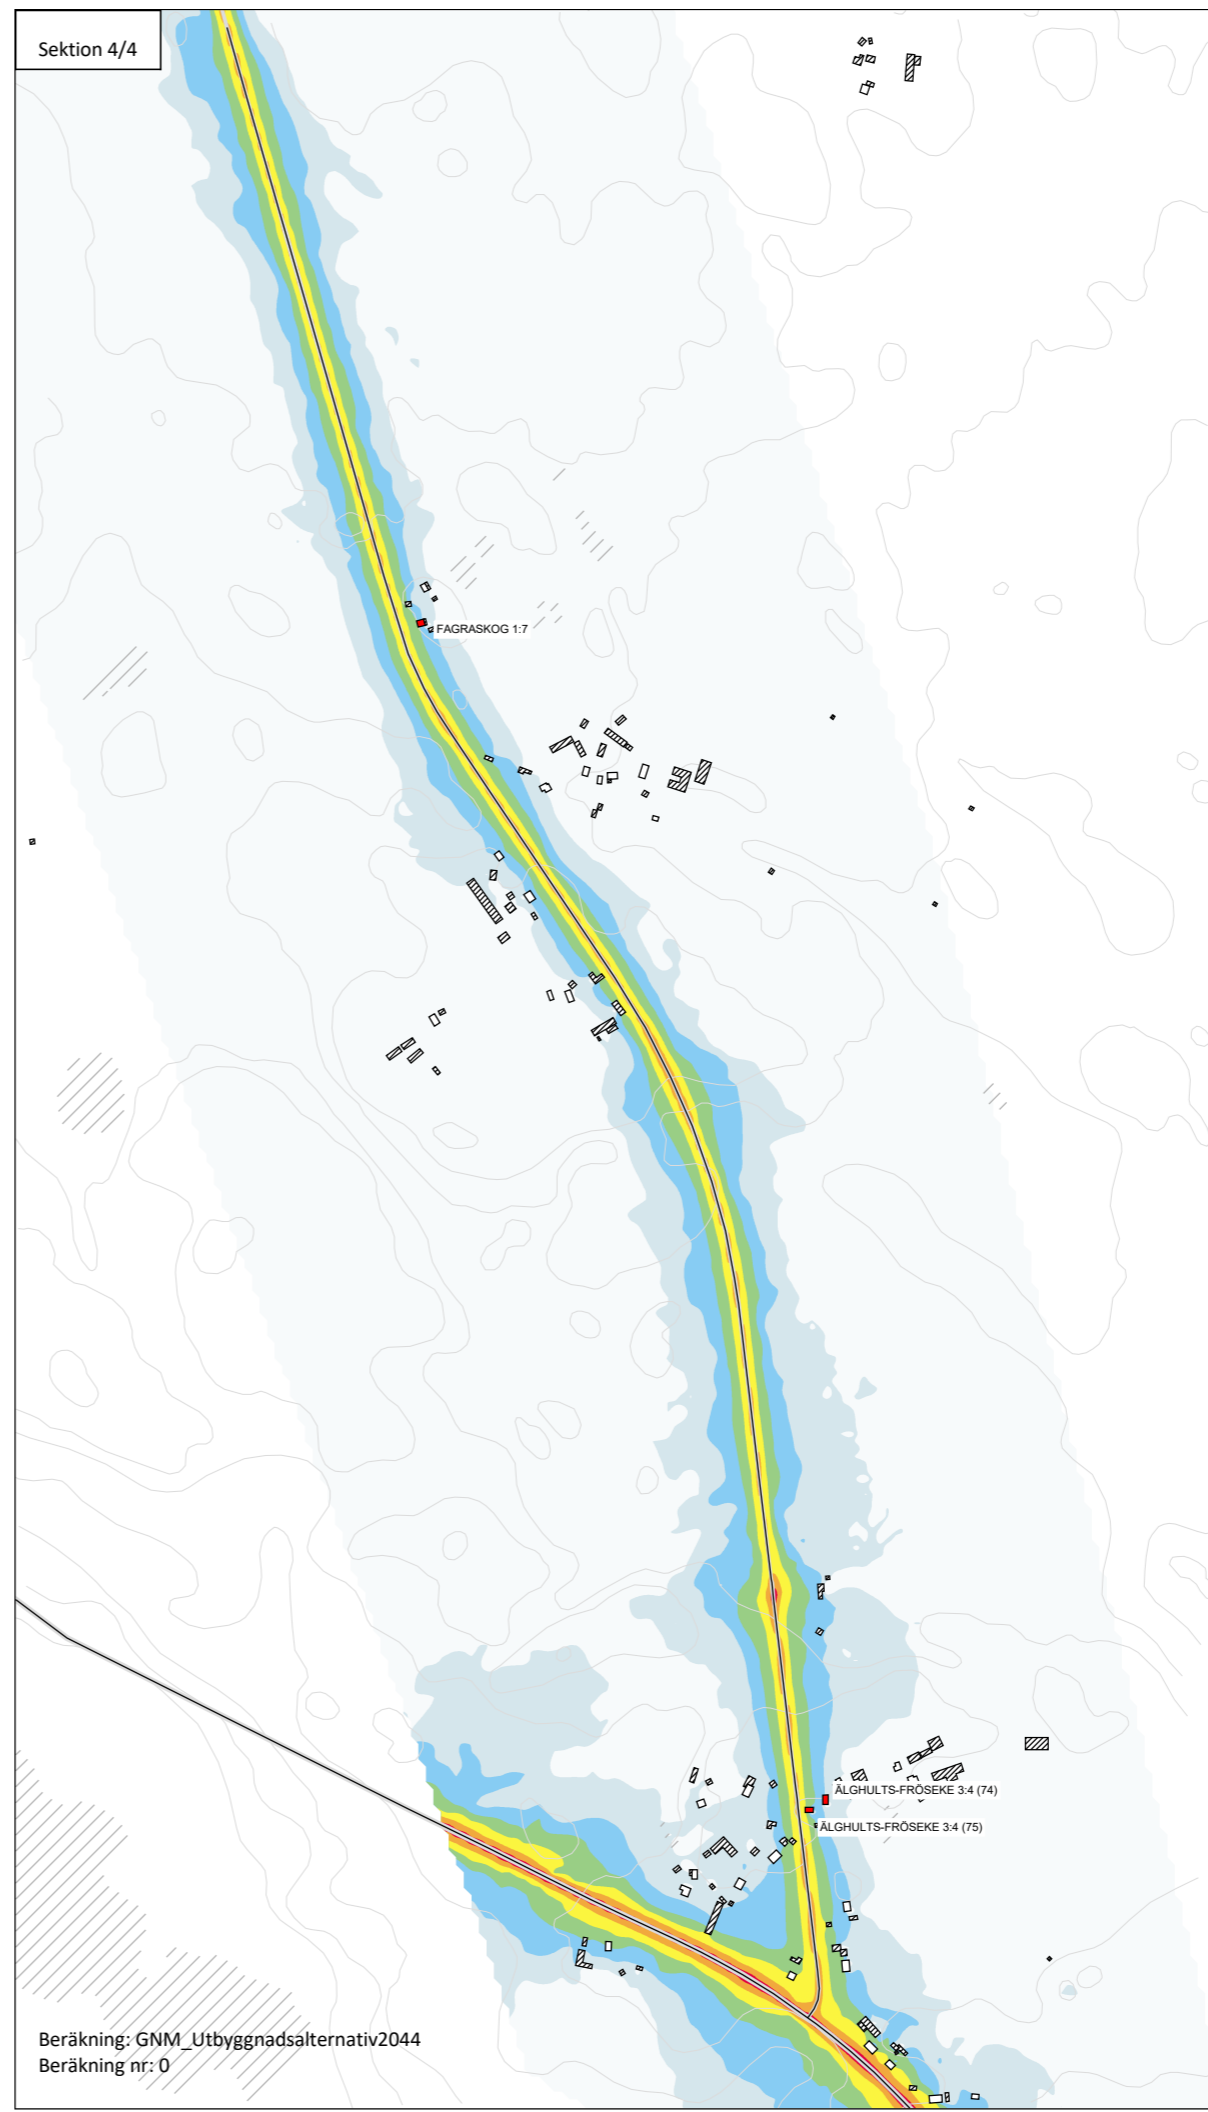 Sektion 4/4
FAGRASKOG 1:7
ÄLGHULTS-FRÖSEKE 3:4 (74)
ÄLGHULTS-FRÖSEKE 3:4 (75)
Beräkning: GNM_Utbyggnadsalternativ2044
Beräkning nr: 0